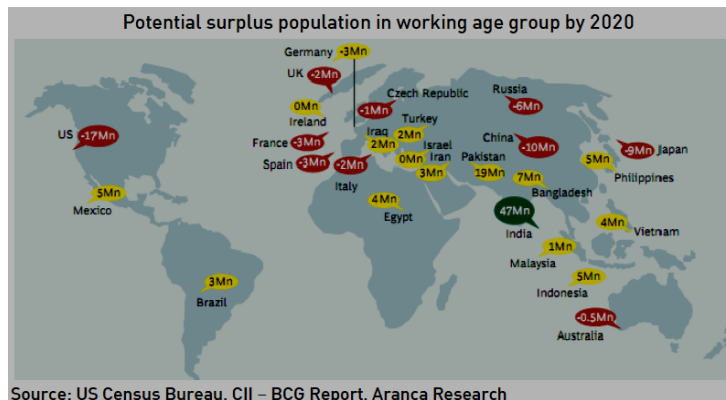 Potential surplus population in working age group by 2020
Germany
-3Mn
UK
-2Mn
Czech Republic
-1Mn
Russia
-6Mn
0Mn
Ireland
Turkey
2Mn
US
-17Mn
France
-3Mn
Iraq
2Mn
Israel
0Mn
Iran
3Mn
China
-10Mn
-9Mn
Japan
Spain
-3Mn
-2Mn
Italy
Pakistan
19Mn
5Mn
Philippines
7Mn
Bangladesh
5Mn
Mexico
4Mn
Egypt
47Mn
India
4Mn
Vietnam
1Mn
Malaysia
3Mn
Brazil
5Mn
Indonesia
-0.5Mn
Australia
Source: US Census Bureau, CII – BCG Report, Aranca Research